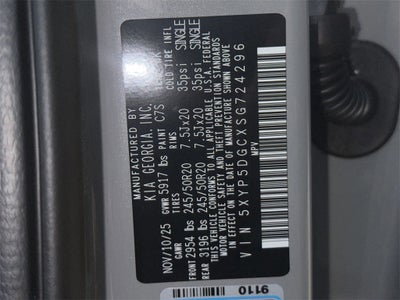 MANUFACTURED BY
KIA GEORGIA, INC.
NOV/10/25 GVWR 5917 lbs PAINT C7S
GAWR TIRES RIMS COLD TIRE INFL
FRONT 2954 lbs 245/50R20 7.5Jx20 35psi SINGLE
REAR 3196 lbs 245/50R20 7.5Jx20 35psi SINGLE
THIS VEHICLE CONFORMS TO ALL APPLICABLE U.S.A. FEDERAL
MOTOR VEHICLE SAFETY AND THEFT PREVENTION STANDARDS
IN EFFECT ON THE DATE OF MANUFACTURE SHOWN ABOVE
VIN 5XYP5DGCXSG724296
MPV
9110